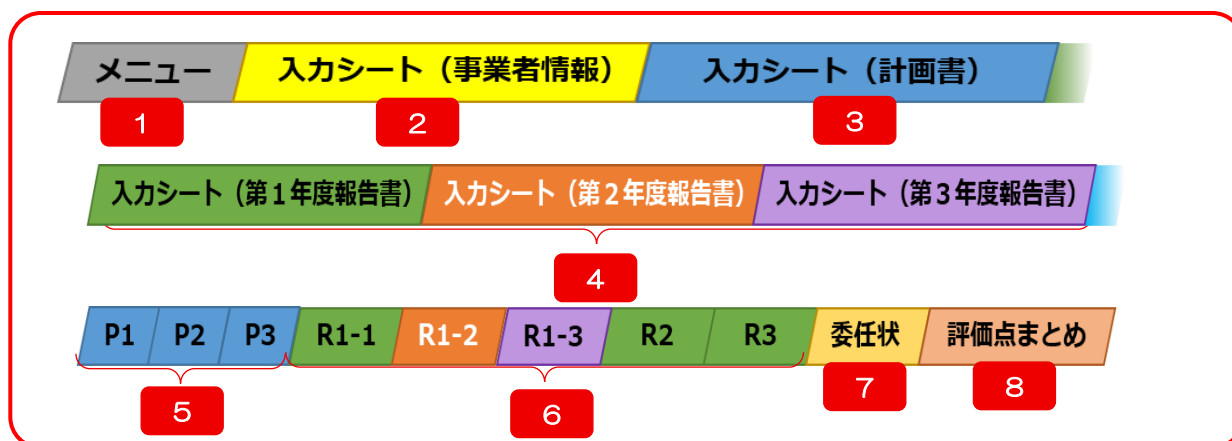 メニュー 入力シート（事業者情報） 入力シート（計画書）
1 2 3
入力シート（第１年度報告書） 入力シート（第２年度報告書） 入力シート（第３年度報告書）
4
P1 P2 P3 R1-1 R1-2 R1-3 R2 R3 委任状 評価点まとめ
5 6 7 8